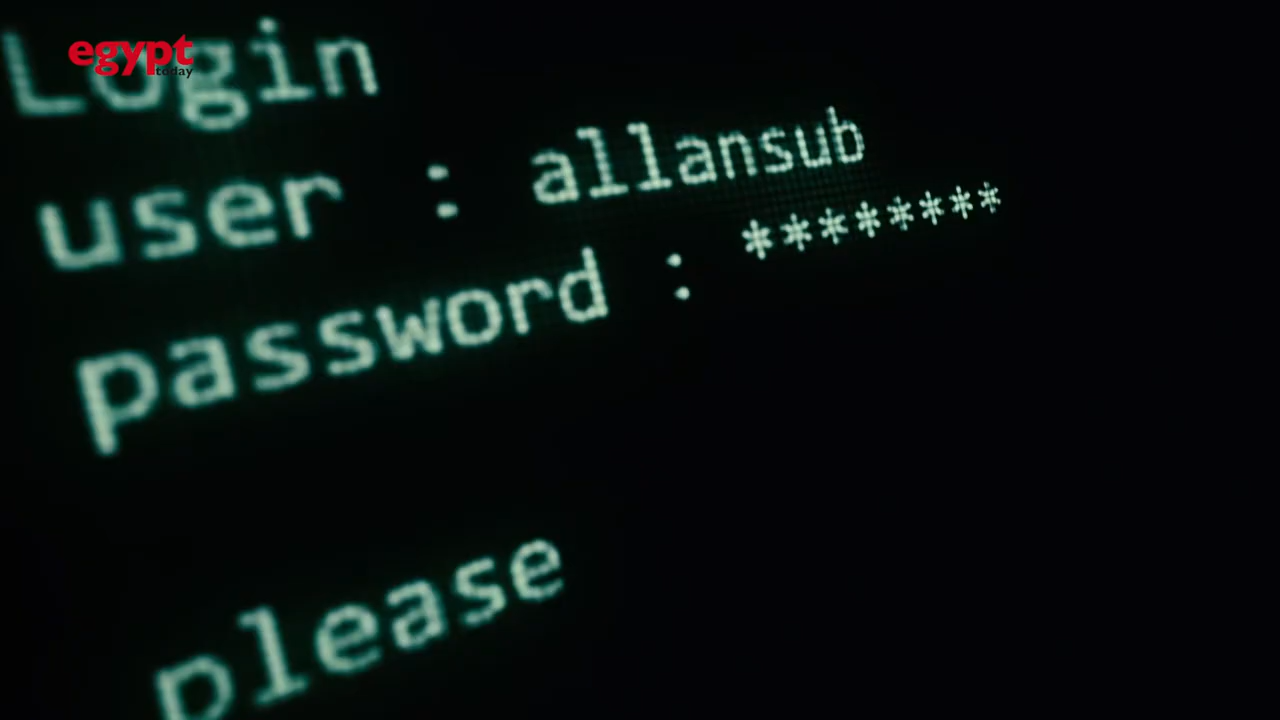 egypt
today
Login
user : allansub
password : ********
please